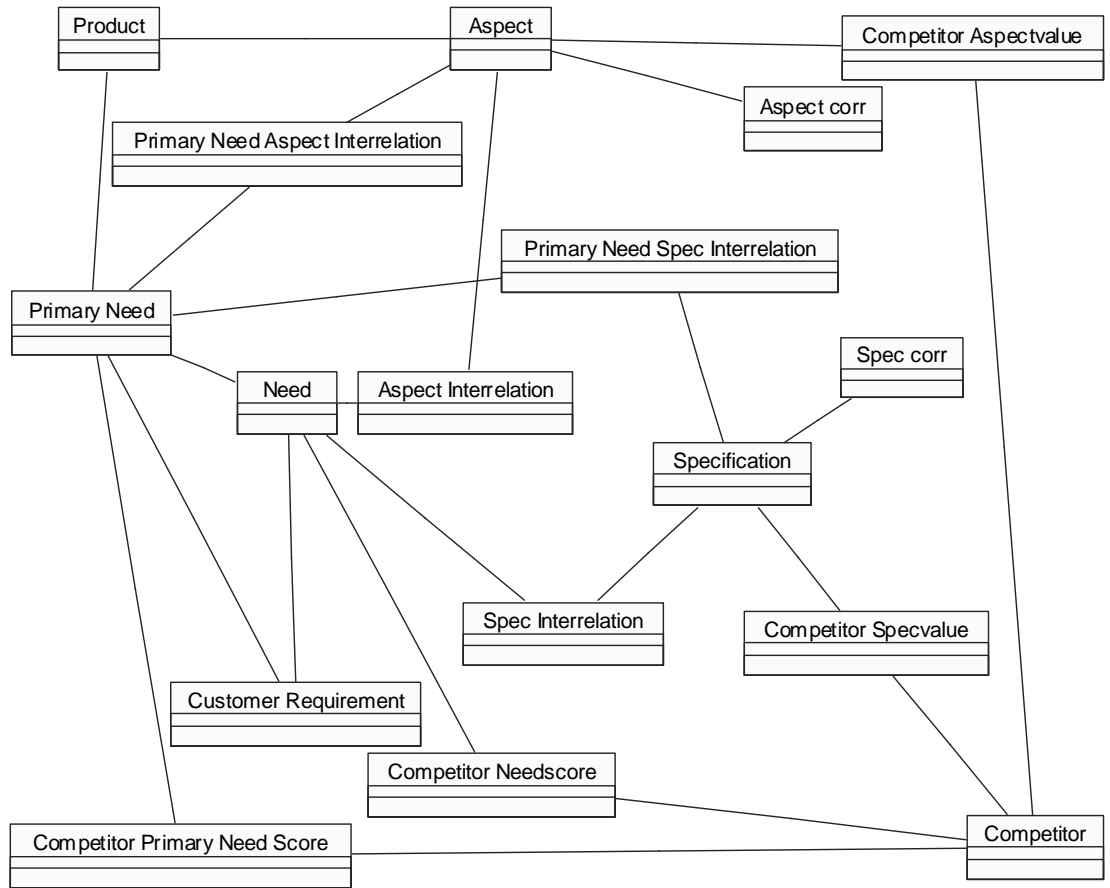 Product
Aspect
Competitor Aspectvalue
Aspect corr
Primary Need Aspect Interrelation
Primary Need Spec Interrelation
Primary Need
Spec corr
Need
Aspect Interrelation
Specification
Spec Interrelation
Competitor Specvalue
Customer Requirement
Competitor Needscore
Competitor Primary Need Score
Competitor